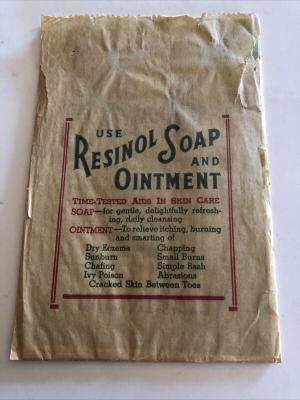 USE
RESINOL SOAP
AND
OINTMENT
TIME-TESTED AIDS IN SKIN CARE
SOAP—for gentle, delightfully refresh-
ing, daily cleansing
OINTMENT—To relieve itching, burning
and smarting of
Dry Eczema Chapping
Sunburn Small Burns
Chafing Simple Rash
Ivy Poison Abrasions
Cracked Skin Between Toes